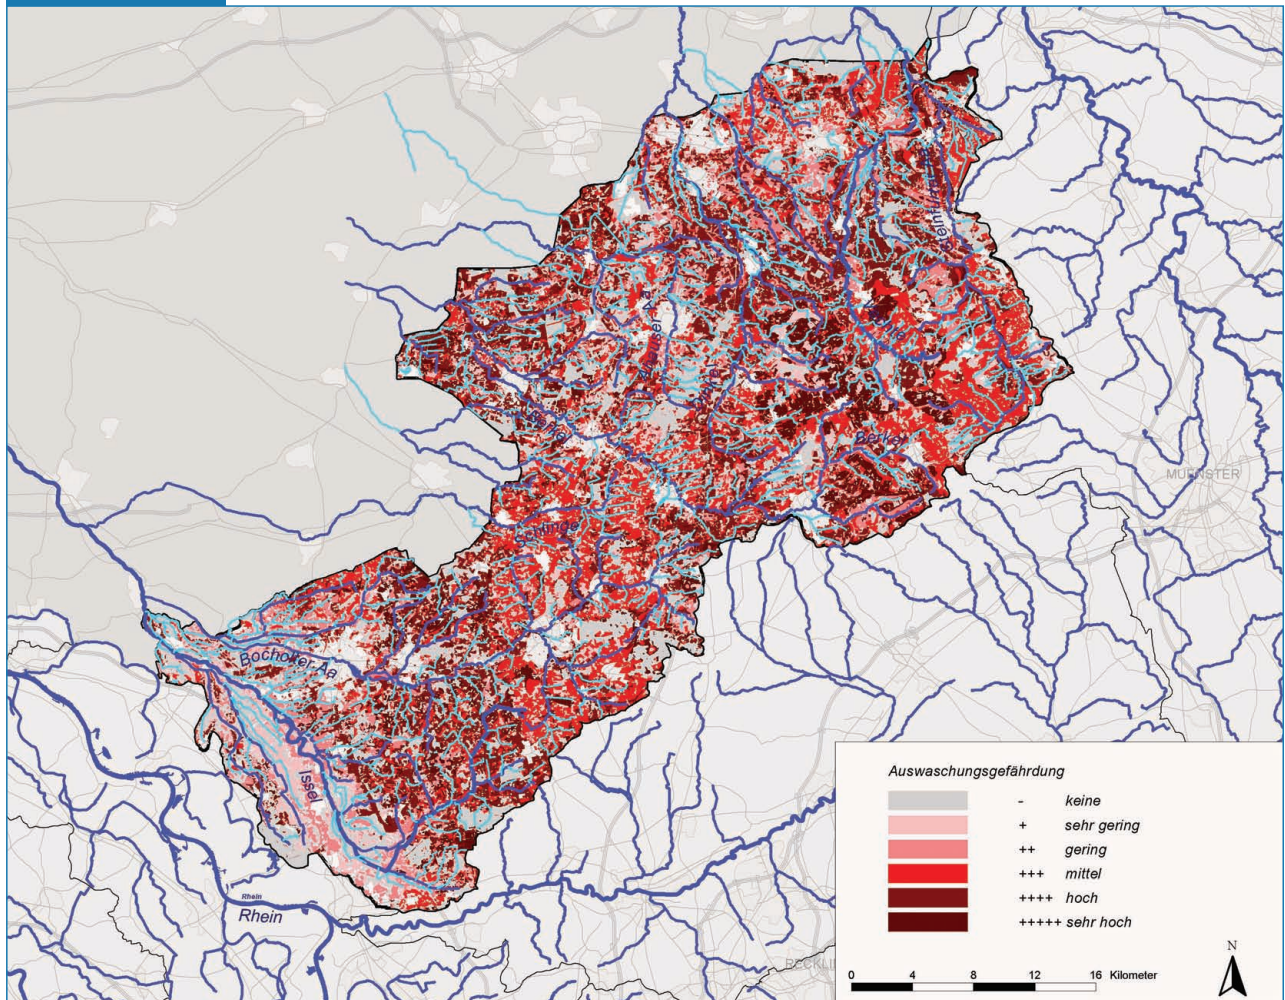 Berkel
MUENSTER
Bocholter Aa
Issel
Rhein
Rhein
Auswaschungsgefährdung
- keine
+ sehr gering
++ gering
+++ mittel
++++ hoch
+++++ sehr hoch
N
0 4 8 12 16 Kilometer